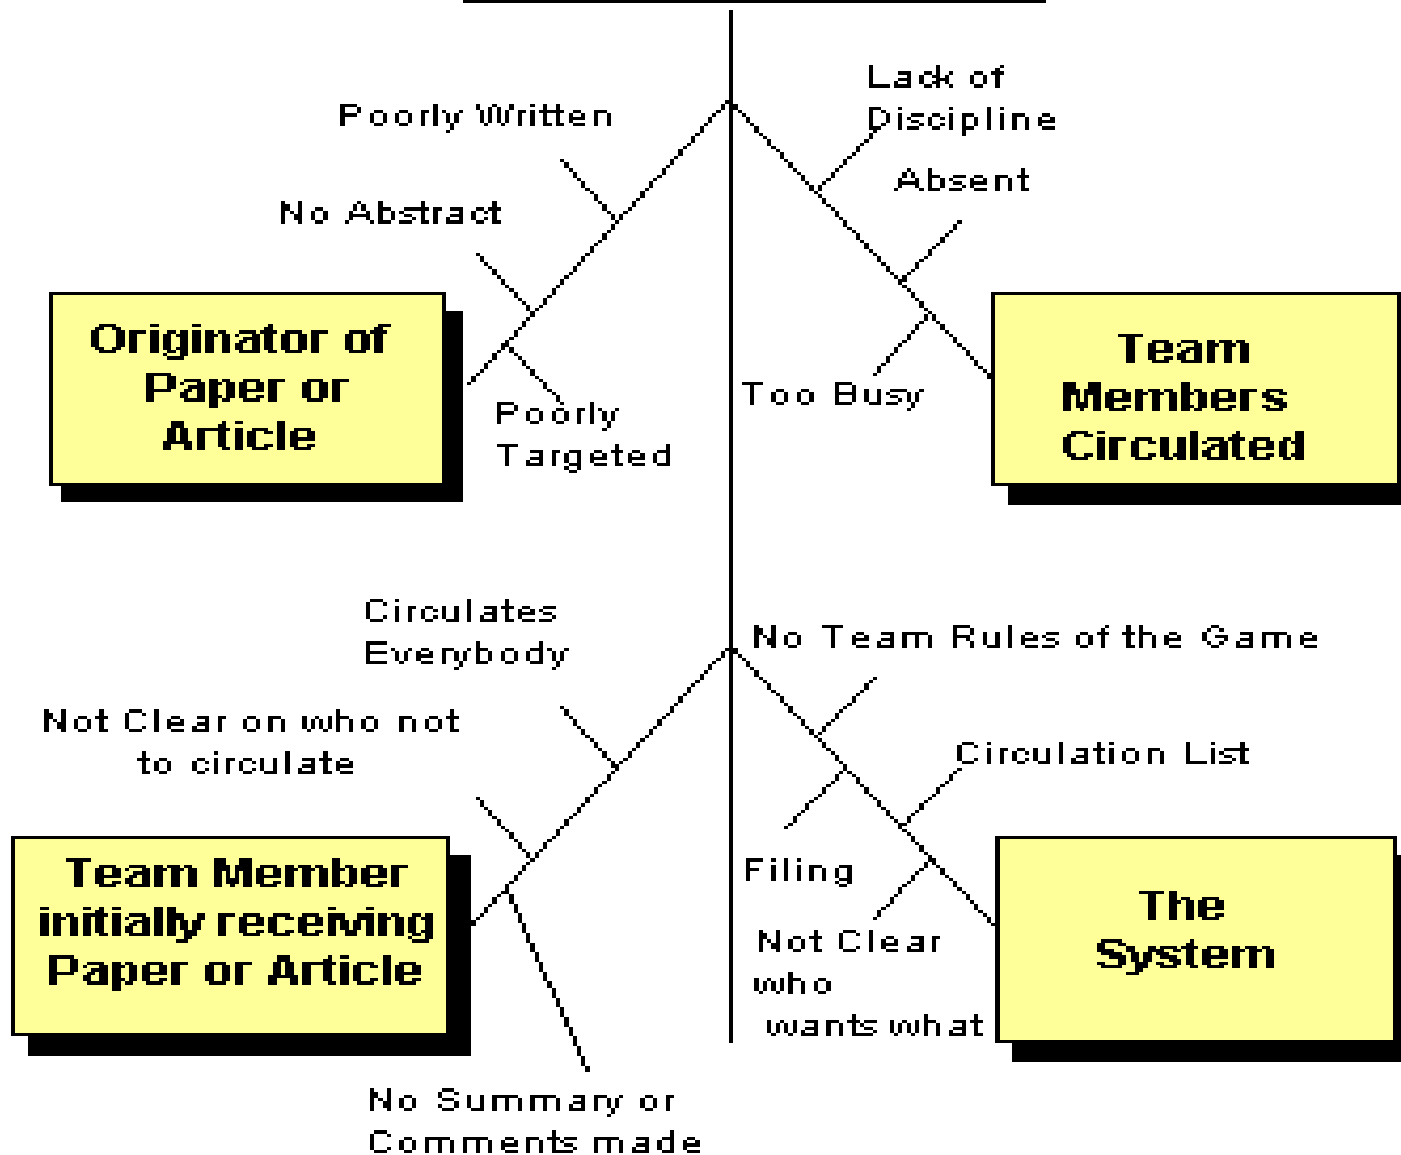 Poorly Written
No Abstract
Originator of
Paper or
Article
Poorly
Targeted
Lack of
Discipline
Absent
Too Busy
Team
Members
Circulated
Circulates
Everybody
Not Clear on who not
to circulate
Team Member
initially receiving
Paper or Article
No Summary or
Comments made
No Team Rules of the Game
Circulation List
Filing
Not Clear
who
wants what
The
System